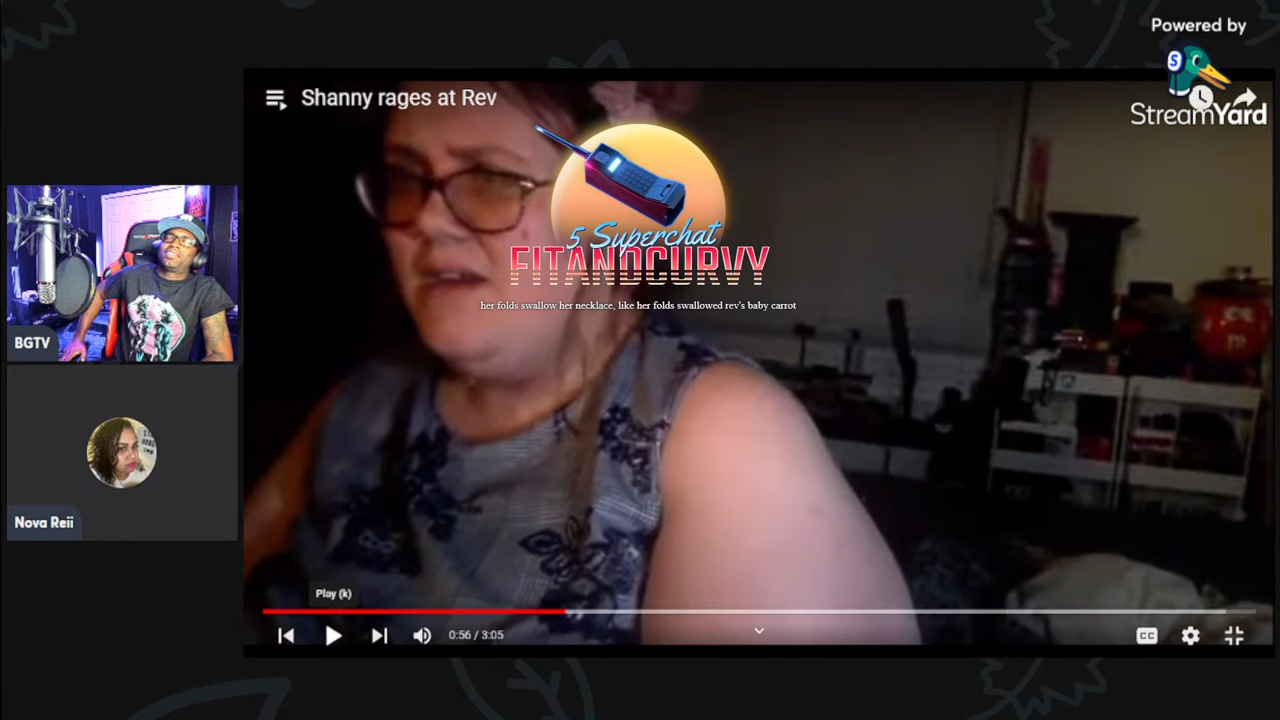 Powered by
StreamYard
Shanny rages at Rev
5 Superchat
FITANDCURVY
her folds swallow her necklace, like her folds swallowed rev's baby carrot
BGTV
Nova Reii
Play (k)
0:56 / 3:05
CC